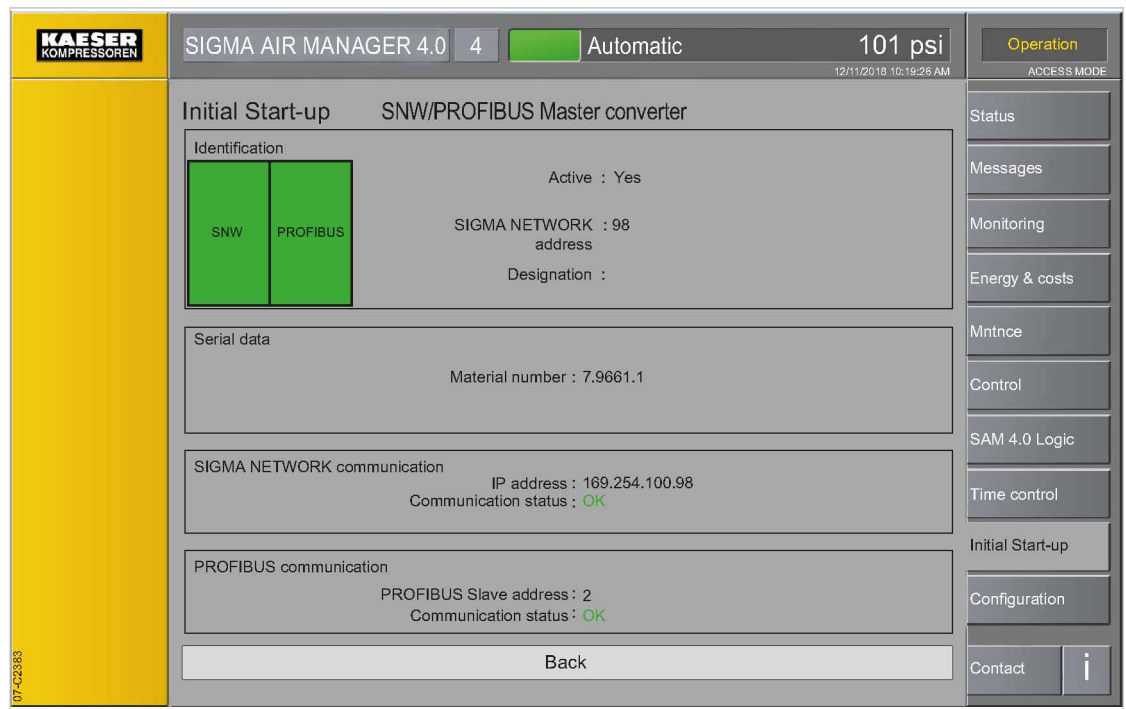 KAESER
KOMPRESSOREN
SIGMA AIR MANAGER 4.0 4 Automatic 101 psi
12/11/2018 10:19:26 AM
Operation
ACCESS MODE
Initial Start-up SNW/PROFIBUS Master converter
Identification
SNW PROFIBUS
Active : Yes
SIGMA NETWORK : 98
address
Designation :
Serial data
Material number : 7.9661.1
SIGMA NETWORK communication
IP address : 169.254.100.98
Communication status : OK
PROFIBUS communication
PROFIBUS Slave address : 2
Communication status : OK
Back
Status
Messages
Monitoring
Energy & costs
Mntnce
Control
SAM 4.0 Logic
Time control
Initial Start-up
Configuration
Contact i
07-C2383